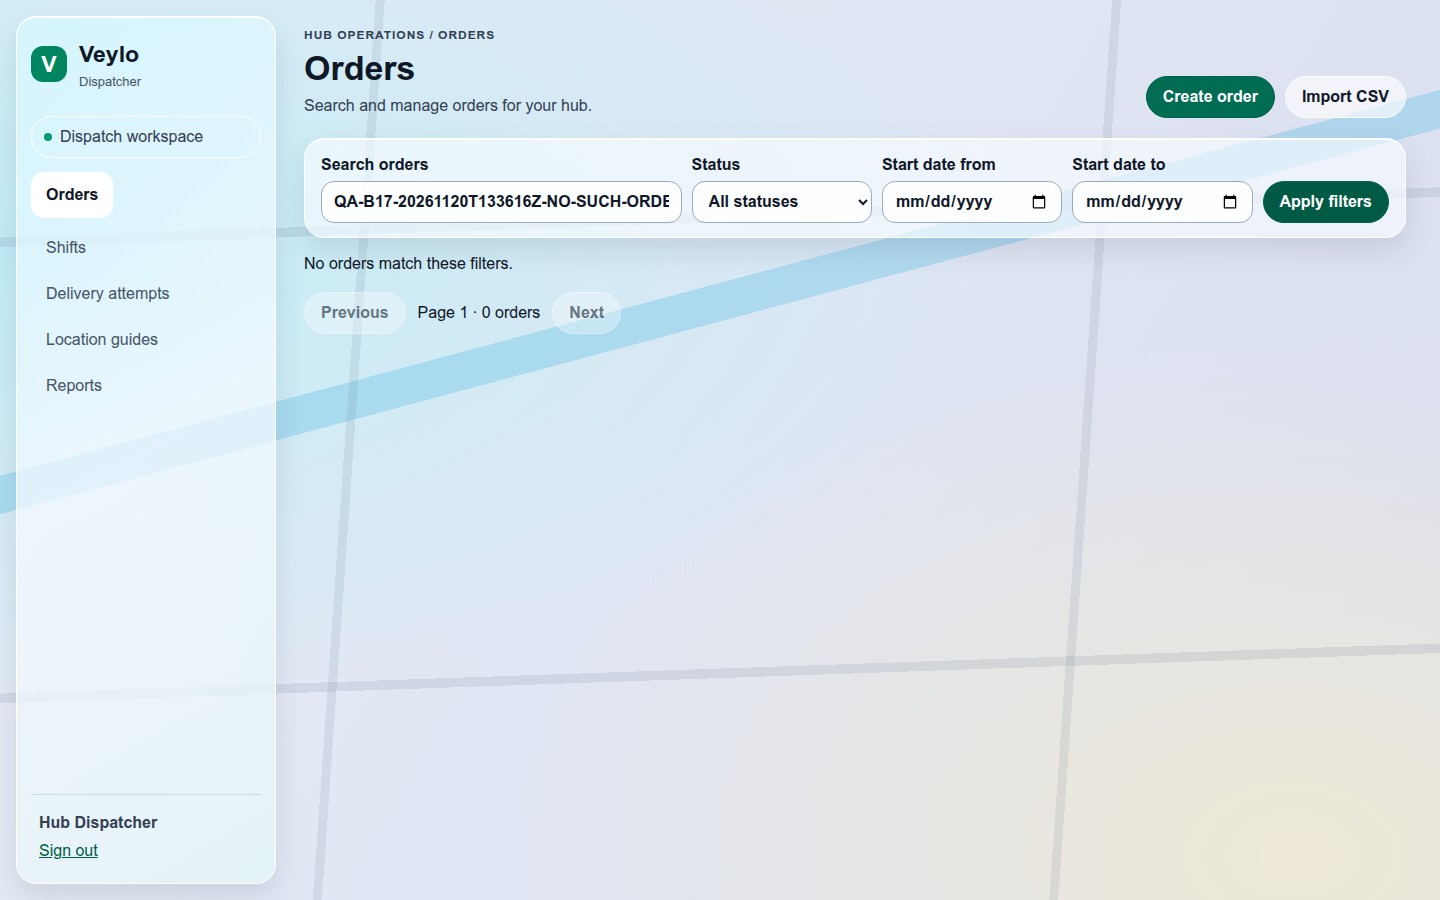 V
Veylo
Dispatcher
Dispatch workspace
Orders
Shifts
Delivery attempts
Location guides
Reports
Hub Dispatcher
Sign out
HUB OPERATIONS / ORDERS
Orders
Search and manage orders for your hub.
Create order
Import CSV
Search orders
QA-B17-20261120T133616Z-NO-SUCH-ORDE
Status
All statuses
Start date from
mm/dd/yyyy
Start date to
mm/dd/yyyy
Apply filters
No orders match these filters.
Previous
Page 1 · 0 orders
Next